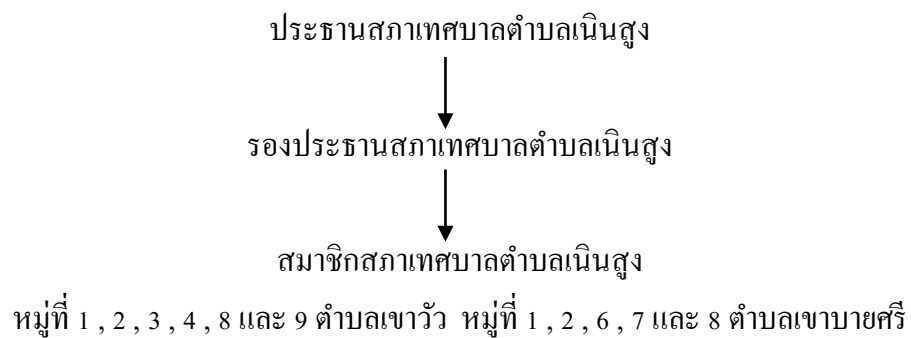 ประธานสภาเทศบาลตำบลเนินสูง
รองประธานสภาเทศบาลตำบลเนินสูง
สมาชิกสภาเทศบาลตำบลเนินสูง
หมู่ที่ 1 , 2 , 3 , 4 , 8 และ 9 ตำบลเขาวัว หมู่ที่ 1 , 2 , 6 , 7 และ 8 ตำบลเขาบายศรี